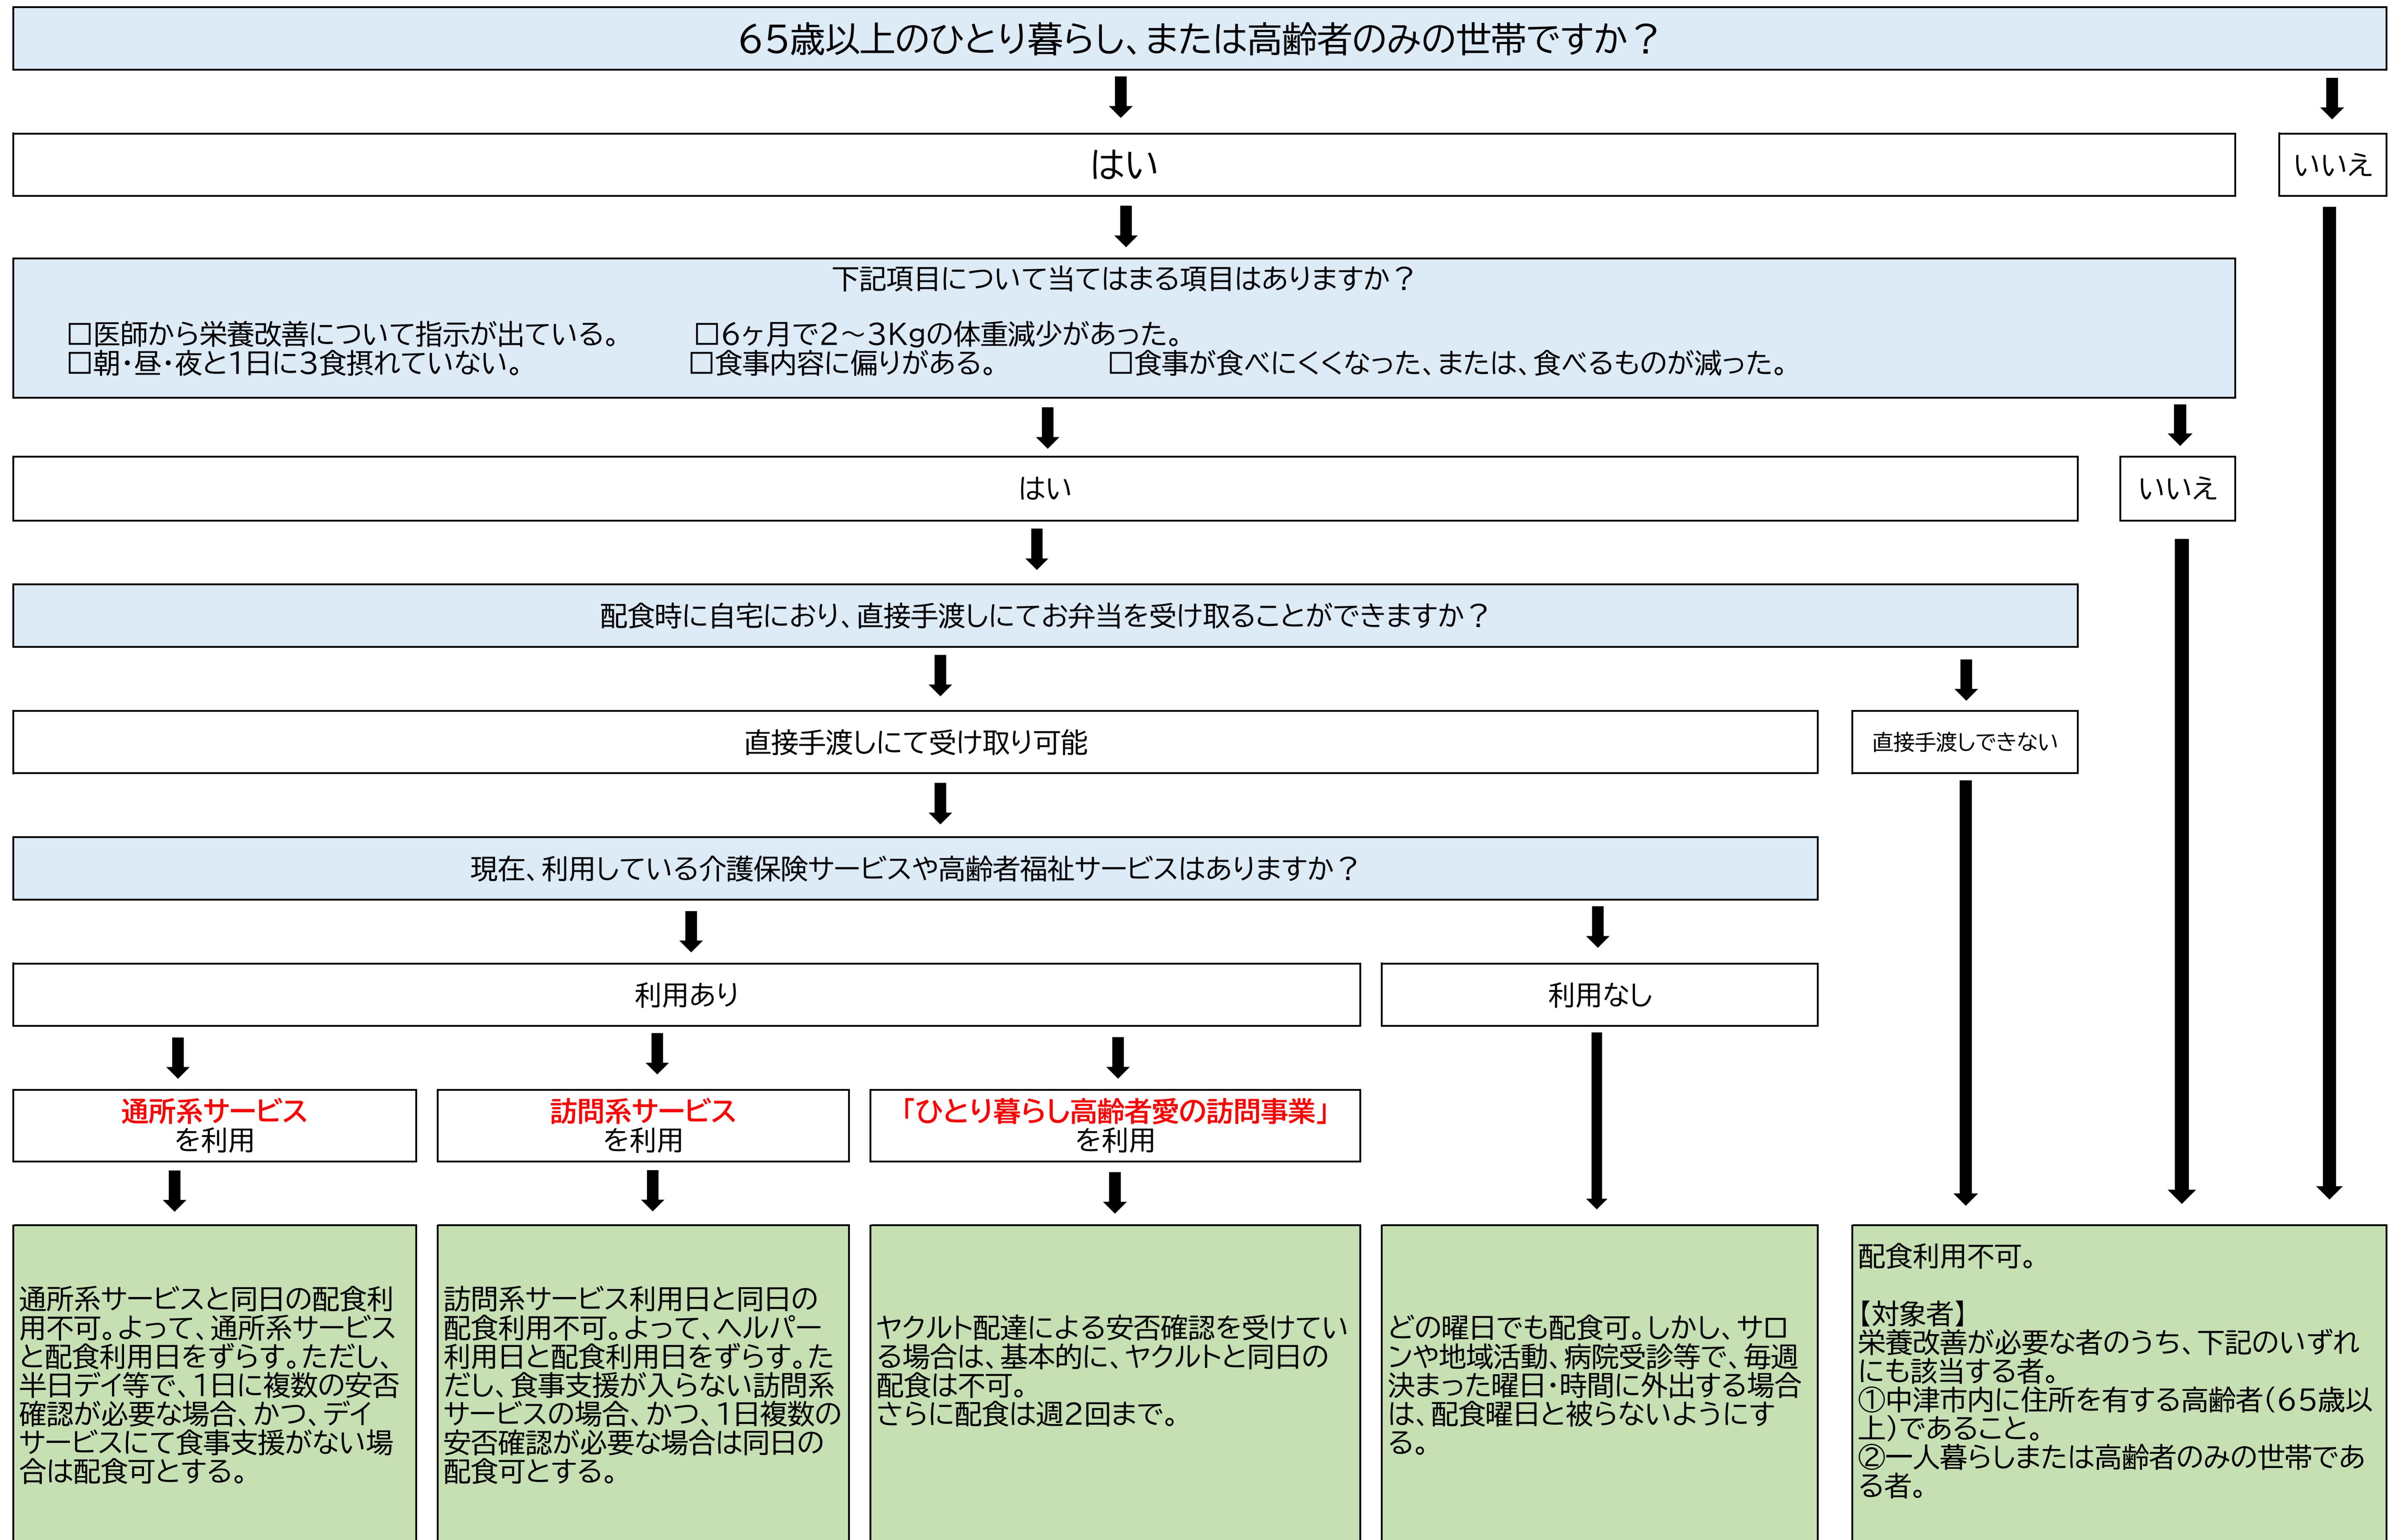 65歳以上のひとり暮らし、または高齢者のみの世帯ですか？
はい
いいえ
下記項目について当てはまる項目はありますか？
□医師から栄養改善について指示が出ている。 □6ヶ月で2～3Kgの体重減少があった。
□朝・昼・夜と1日に3食摂れていない。 □食事内容に偏りがある。 □食事が食べにくくなった、または、食べるものが減った。
はい
いいえ
配食時に自宅におり、直接手渡しにてお弁当を受け取ることができますか？
直接手渡しにて受け取り可能
直接手渡しできない
現在、利用している介護保険サービスや高齢者福祉サービスはありますか？
利用あり
利用なし
通所系サービス
を利用
訪問系サービス
を利用
「ひとり暮らし高齢者愛の訪問事業」
を利用
通所系サービスと同日の配食利
用不可。よって、通所系サービス
と配食利用日をずらす。ただし、
半日デイ等で、1日に複数の安否
確認が必要な場合、かつ、デイ
サービスにて食事支援がない場
合は配食可とする。
訪問系サービス利用日と同日の
配食利用不可。よって、ヘルパー
利用日と配食利用日をずらす。た
だし、食事支援が入らない訪問系
サービスの場合、かつ、1日複数の
安否確認が必要な場合は同日の
配食可とする。
ヤクルト配達による安否確認を受けてい
る場合は、基本的に、ヤクルトと同日の
配食は不可。
さらに配食は週2回まで。
どの曜日でも配食可。しかし、サロ
ンや地域活動、病院受診等で、毎週
決まった曜日・時間に外出する場合
は、配食曜日と被らないようにす
る。
配食利用不可。
【対象者】
栄養改善が必要な者のうち、下記のいずれ
にも該当する者。
①中津市内に住所を有する高齢者（65歳以
上）であること。
②一人暮らしまたは高齢者のみの世帯であ
る者。